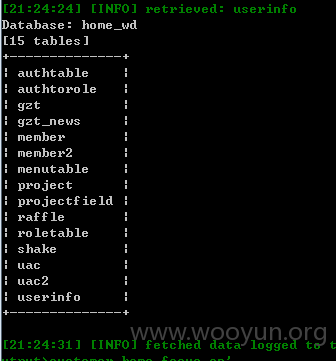 [21:24:24] [INFO] retrieved: userinfo
Database: home_wd
[15 tables]
+--------------+
| authtable    |
| authtorole   |
| gzt          |
| gzt_news     |
| member       |
| member2      |
| menutable    |
| project      |
| projectfield |
| raffle       |
| roletable    |
| shake        |
| uac          |
| uac2         |
| userinfo     |
+--------------+
www.wooyun.org
[21:24:31] [INFO] fetched data logged to t